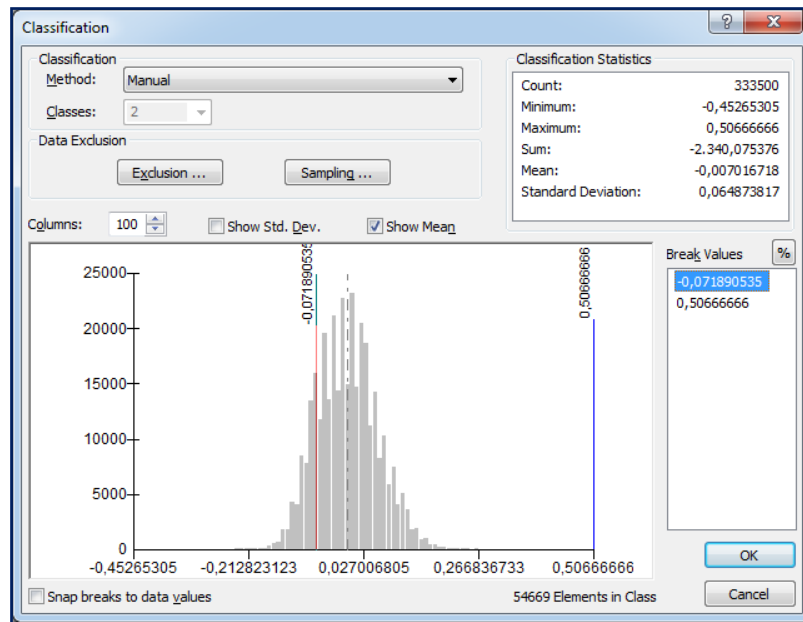 Classification
Classification
Method: Manual
Classes: 2
Data Exclusion
Exclusion ...
Sampling ...
Classification Statistics
Count: 333500
Minimum: -0,45265305
Maximum: 0,50666666
Sum: -2.340,075376
Mean: -0,007016718
Standard Deviation: 0,064873817
Columns: 100
Show Std. Dev.
Show Mean
Break Values
%
-0,071890535
0,50666666
-0,071890535
0,50666666
25000
20000
15000
10000
5000
0
-0,45265305 -0,212823123 0,027006805 0,266836733 0,50666666
OK
Snap breaks to data values
54669 Elements in Class
Cancel